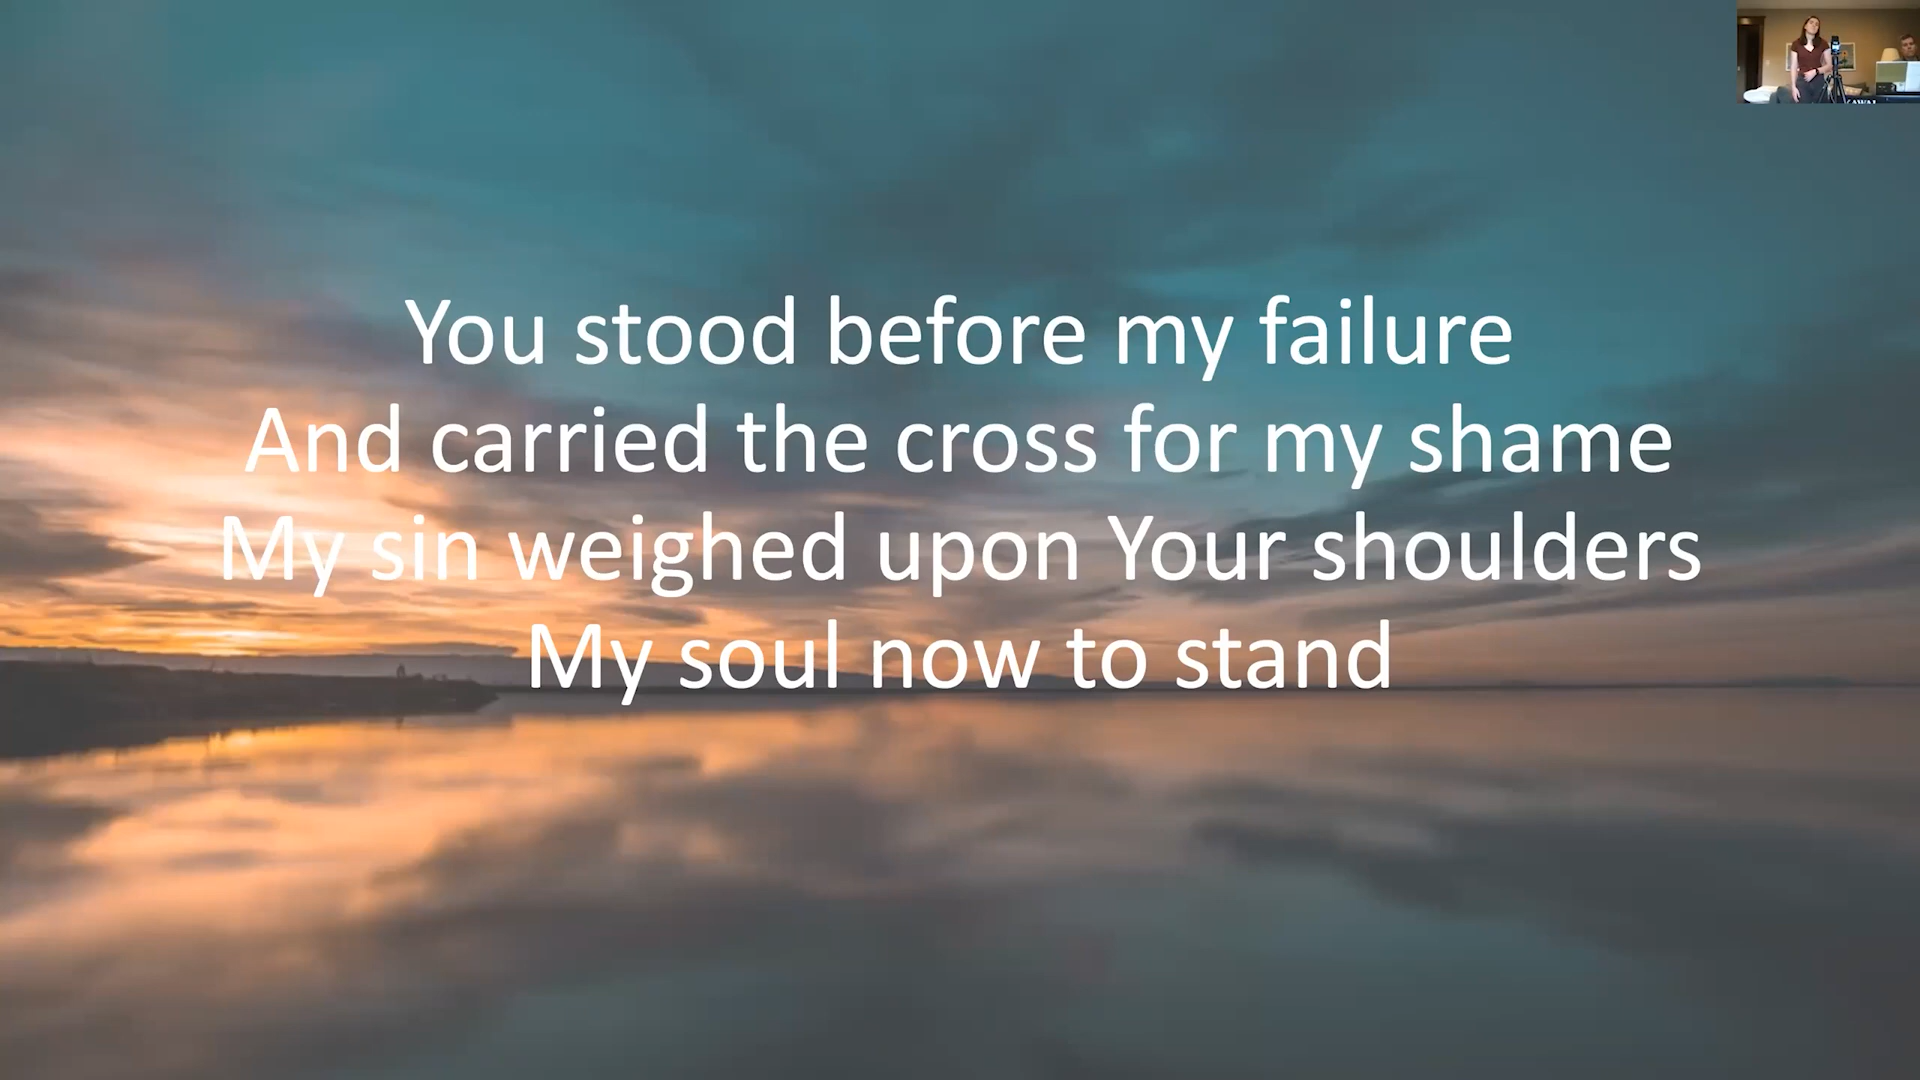 You stood before my failure
And carried the cross for my shame
My sin weighed upon Your shoulders
My soul now to stand
KAWAI